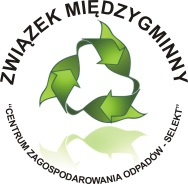 ZWIĄZEK MIĘDZYGMINNY
"CENTRUM ZAGOSPODAROWANIA ODPADÓW - SELEKT"